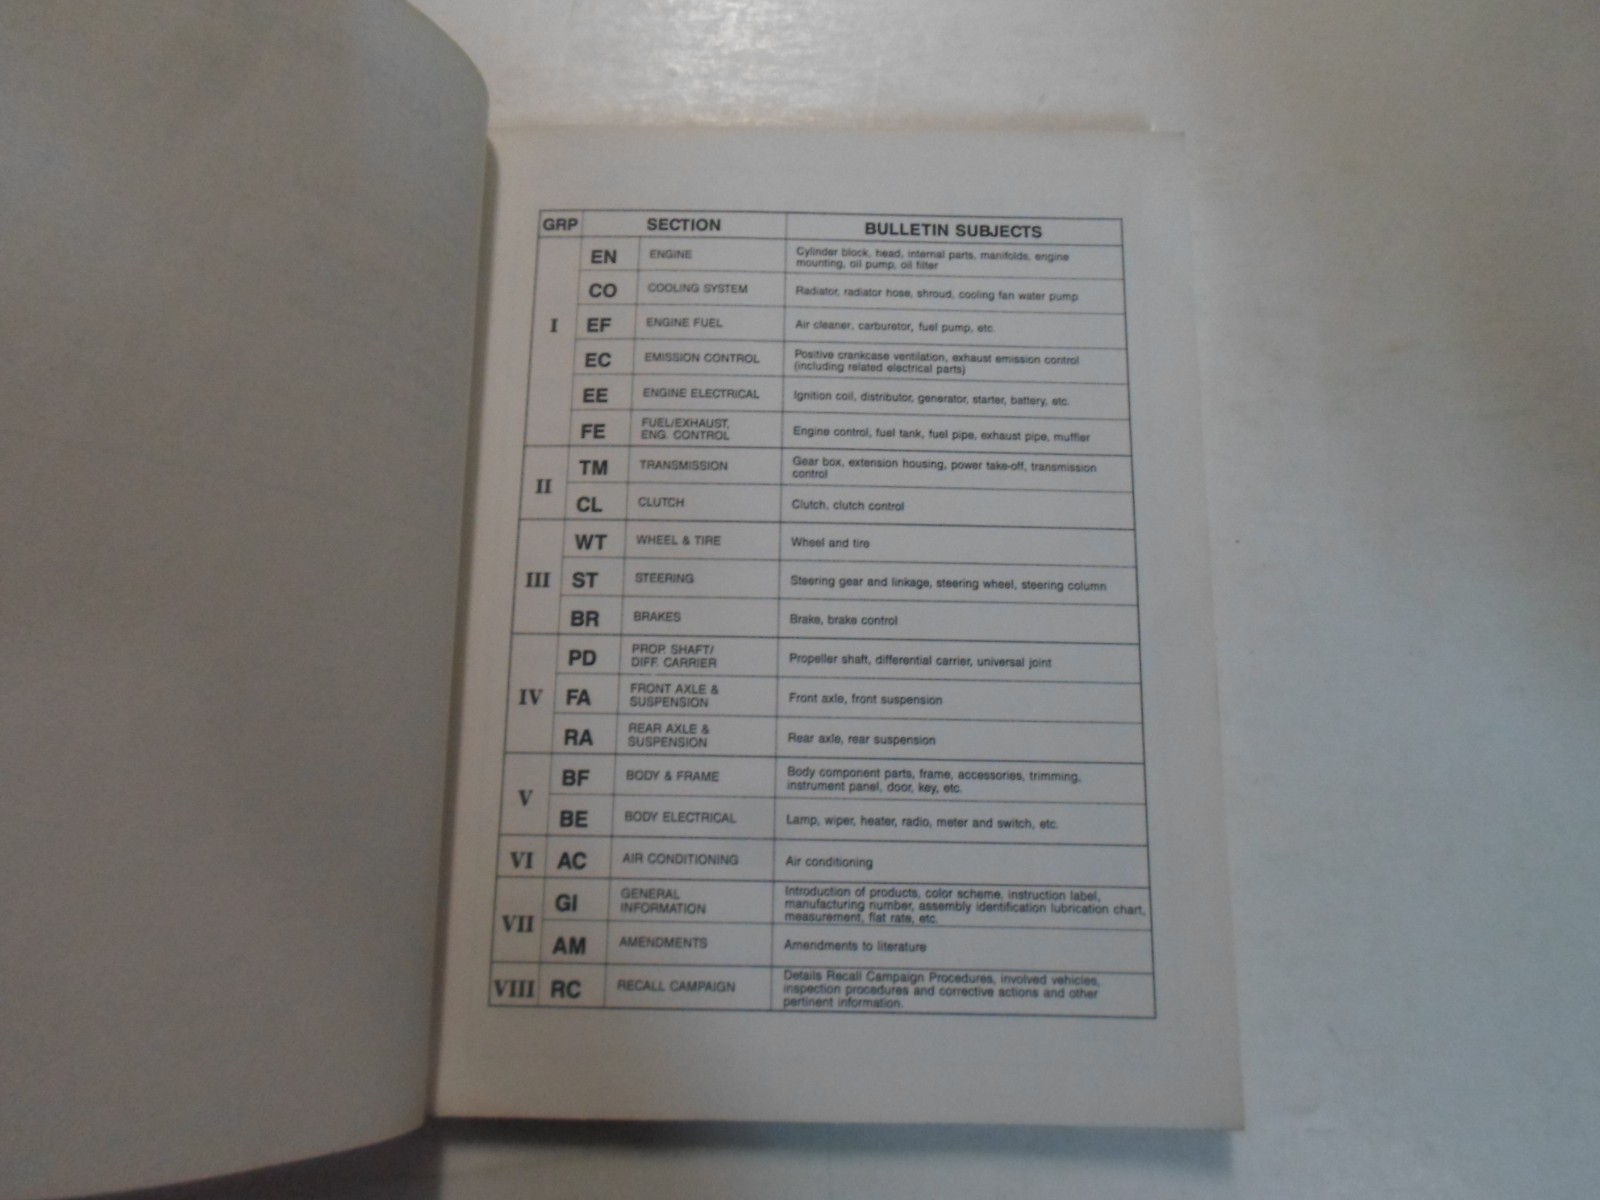 GRP SECTION BULLETIN SUBJECTS
I
EN ENGINE Cylinder block, head, internal parts, manifolds, engine
mounting, oil pump, oil filter
CO COOLING SYSTEM Radiator, radiator hose, shroud, cooling fan water pump
EF ENGINE FUEL Air cleaner, carburetor, fuel pump, etc.
EC EMISSION CONTROL Positive crankcase ventilation, exhaust emission control
(including related electrical parts)
EE ENGINE ELECTRICAL Ignition coil, distributor, generator, starter, battery, etc.
FE FUEL/EXHAUST,
ENG. CONTROL Engine control, fuel tank, fuel pipe, exhaust pipe, muffler
II
TM TRANSMISSION Gear box, extension housing, power take-off, transmission
control
CL CLUTCH Clutch, clutch control
III
WT WHEEL & TIRE Wheel and tire
ST STEERING Steering gear and linkage, steering wheel, steering column
BR BRAKES Brake, brake control
IV
PD PROP. SHAFT/
DIFF. CARRIER Propeller shaft, differential carrier, universal joint
FA FRONT AXLE &
SUSPENSION Front axle, front suspension
RA REAR AXLE &
SUSPENSION Rear axle, rear suspension
V
BF BODY & FRAME Body component parts, frame, accessories, trimming,
instrument panel, door, key, etc.
BE BODY ELECTRICAL Lamp, wiper, heater, radio, meter and switch, etc.
VI AC AIR CONDITIONING Air conditioning
VII
GI GENERAL
INFORMATION Introduction of products, color scheme, instruction label,
manufacturing number, assembly identification lubrication chart,
measurement, flat rate, etc.
AM AMENDMENTS Amendments to literature
VIII RC RECALL CAMPAIGN Details Recall Campaign Procedures, involved vehicles,
inspection procedures and corrective actions and other
pertinent information.